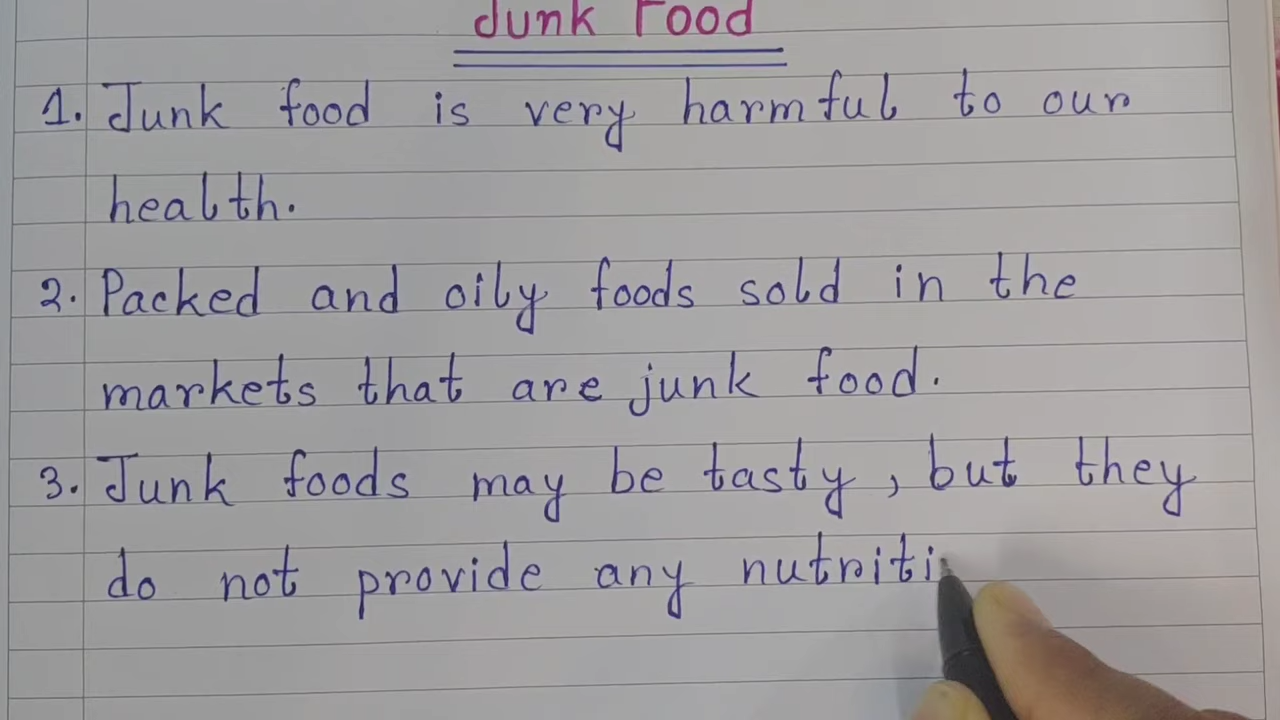 Junk Food
1. Junk food is very harmful to our
health.
2. Packed and oily foods sold in the
markets that are junk food.
3. Junk foods may be tasty, but they
do not provide any nutriti